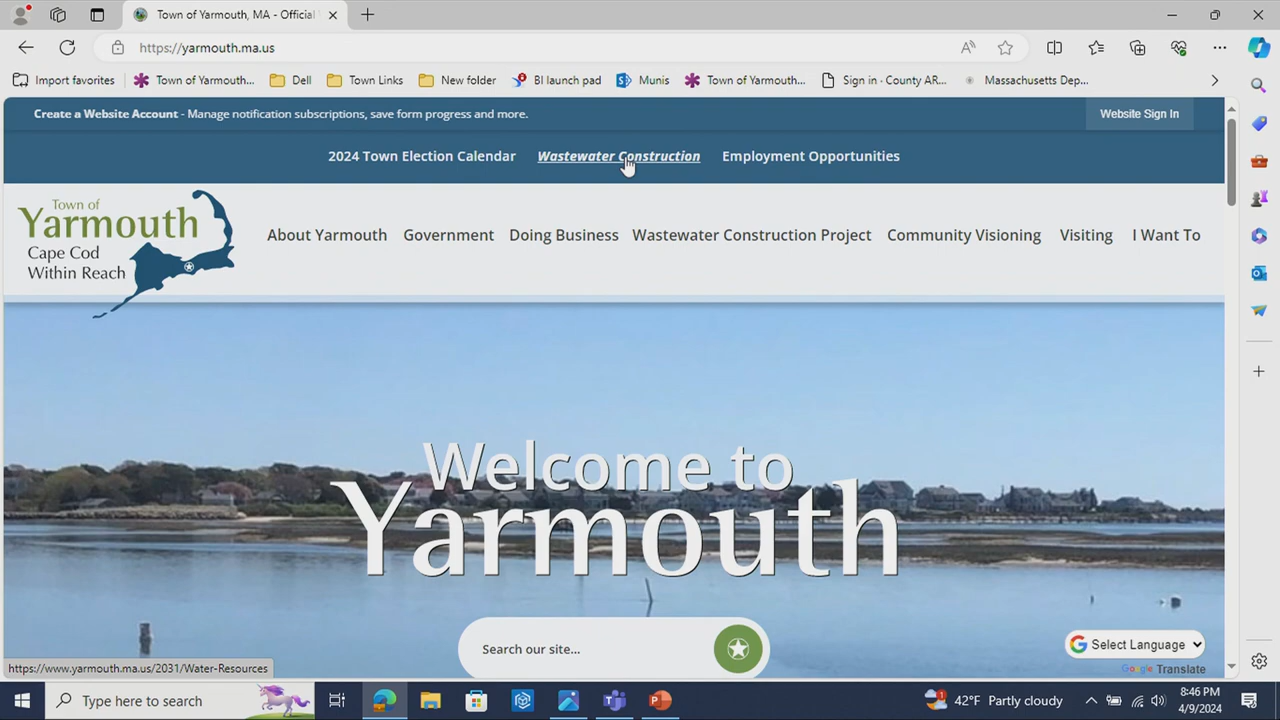 Town of Yarmouth, MA - Official
https://yarmouth.ma.us
Import favorites
Town of Yarmouth...
Dell
Town Links
New folder
BI launch pad
Munis
Town of Yarmouth...
Sign in · County AR...
Massachusetts Dep...
Create a Website Account - Manage notification subscriptions, save form progress and more.
Website Sign In
2024 Town Election Calendar
Wastewater Construction
Employment Opportunities
Town of
Yarmouth
Cape Cod
Within Reach
About Yarmouth
Government
Doing Business
Wastewater Construction Project
Community Visioning
Visiting
I Want To
Welcome to
Yarmouth
Search our site...
Select Language
Google Translate
https://www.yarmouth.ma.us/2031/Water-Resources
Type here to search
1
42°F Partly cloudy
8:46 PM
4/9/2024